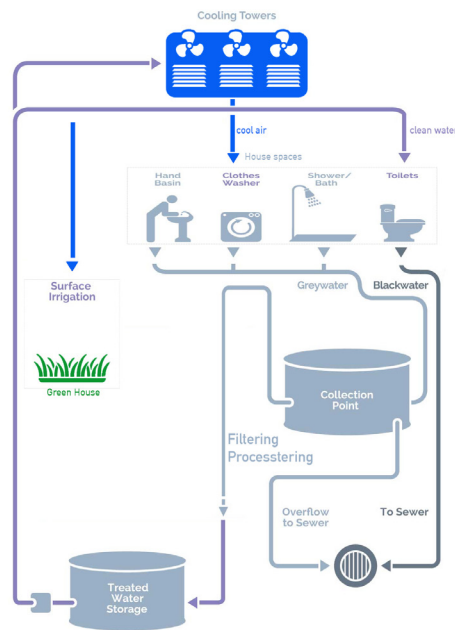 Cooling Towers
cool air
clean water
House spaces
Hand
Basin
Clothes
Washer
Shower/
Bath
Toilets
Greywater
Blackwater
Surface
Irrigation
Green House
Collection
Point
Filtering
Processtering
Overflow
to Sewer
To Sewer
Treated
Water
Storage